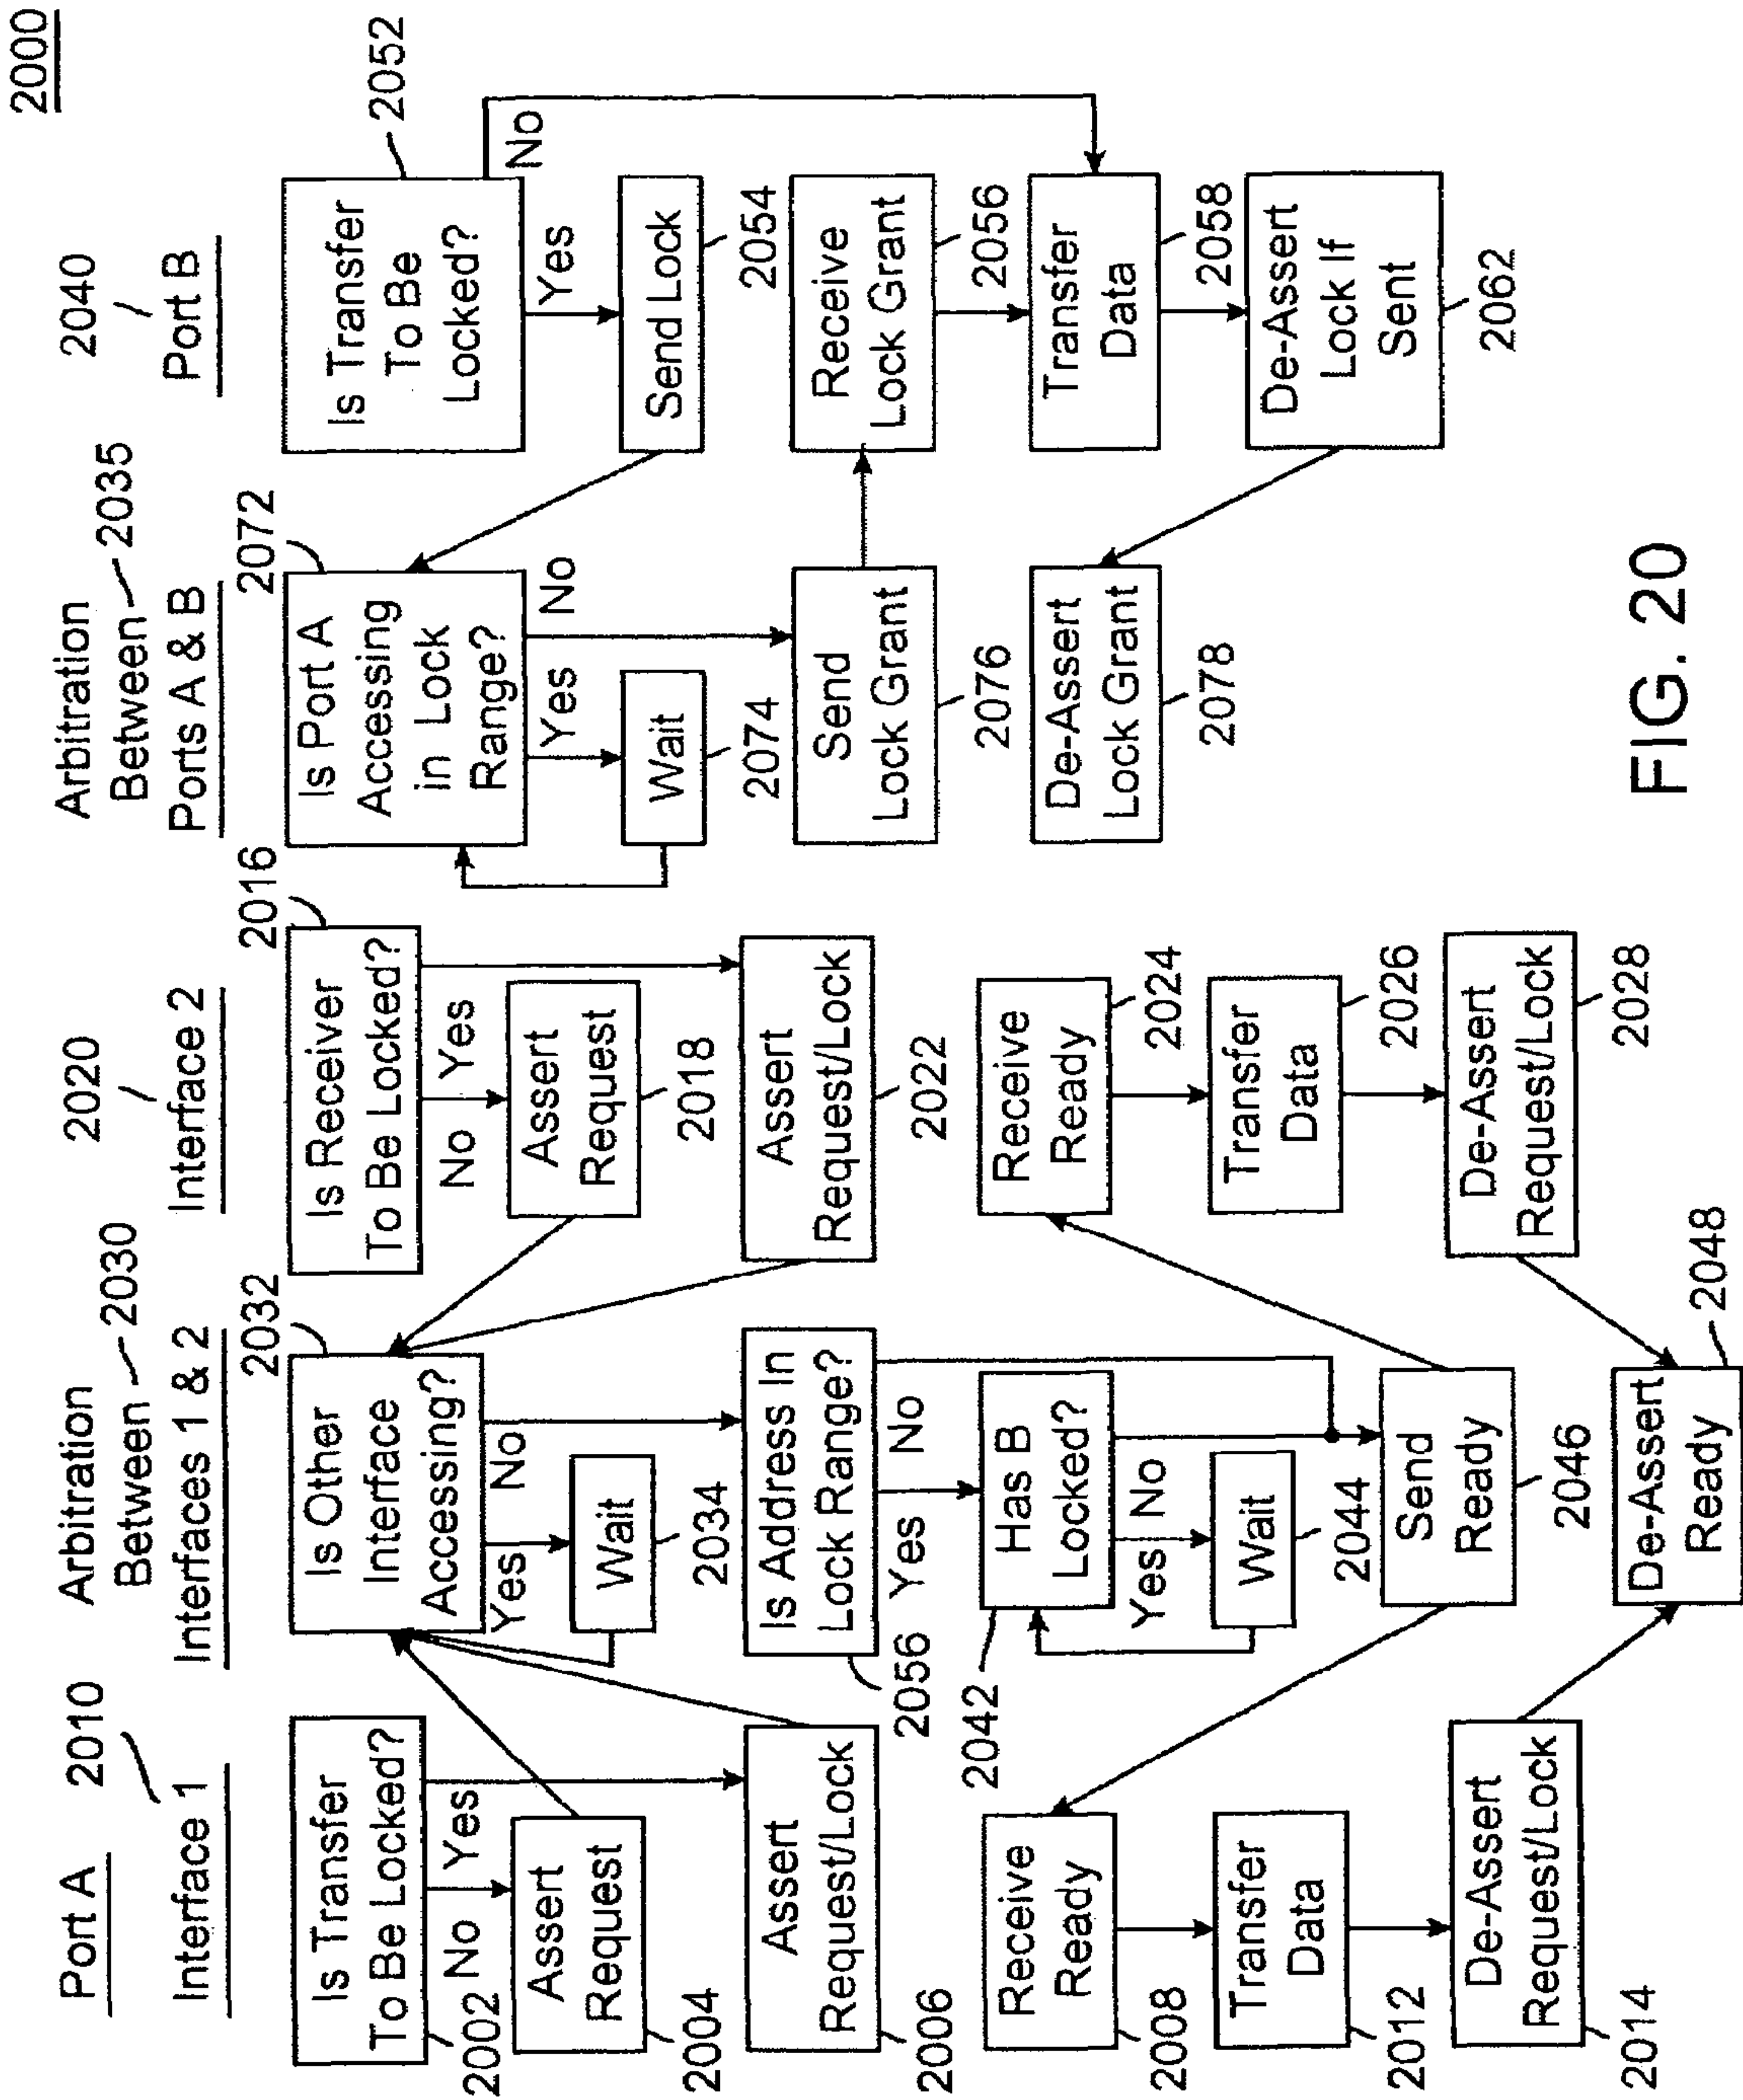 2000
Port A
2010
Interface 1
Is Transfer
To Be Locked?
2002
No
Yes
Assert
Request
2004
Assert
Request/Lock
2006
Receive
Ready
2008
Transfer
Data
2012
De-Assert
Request/Lock
2014
Arbitration
Between
2030
Interfaces 1 & 2
2032
Is Other
Interface
Accessing?
Yes
No
Wait
2034
Is Address In
Lock Range?
2056
Yes
No
Has B
Locked?
2042
Yes
No
Wait
2044
Send
Ready
2046
De-Assert
Ready
2048
2020
Interface 2
2016
Is Receiver
To Be Locked?
No
Yes
Assert
Request
2018
Assert
Request/Lock
2022
Receive
Ready
2024
Transfer
Data
2026
De-Assert
Request/Lock
2028
Arbitration
Between
2035
Ports A & B
2072
Is Port A
Accessing
in Lock
Range?
Yes
No
Wait
2074
Send
Lock Grant
2076
De-Assert
Lock Grant
2078
2040
Port B
Is Transfer
To Be
Locked?
2052
Yes
No
Send Lock
2054
Receive
Lock Grant
2056
Transfer
Data
2058
De-Assert
Lock If
Sent
2062
FIG. 20